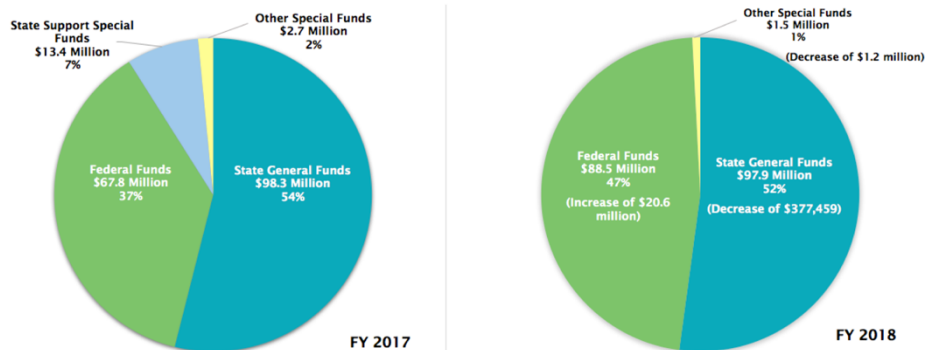 State Support Special
Funds
$13.4 Million
7%
Other Special Funds
$2.7 Million
2%
Federal Funds
$67.8 Million
37%
State General Funds
$98.3 Million
54%
FY 2017
Other Special Funds
$1.5 Million
1%
(Decrease of $1.2 million)
Federal Funds
$88.5 Million
47%
(Increase of $20.6
million)
State General Funds
$97.9 Million
52%
(Decrease of $377,459)
FY 2018